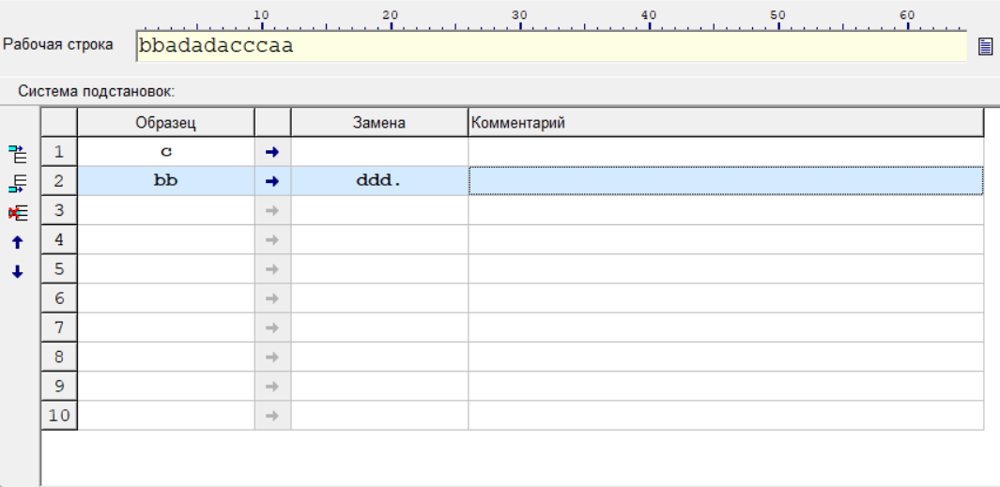 10 20 30 40 50 60
Рабочая строка bbadadacccaa
Система подстановок:
Образец Замена Комментарий
1 c ➔
2 bb ➔ ddd.
3 ➔
4 ➔
5 ➔
6 ➔
7 ➔
8 ➔
9 ➔
10 ➔